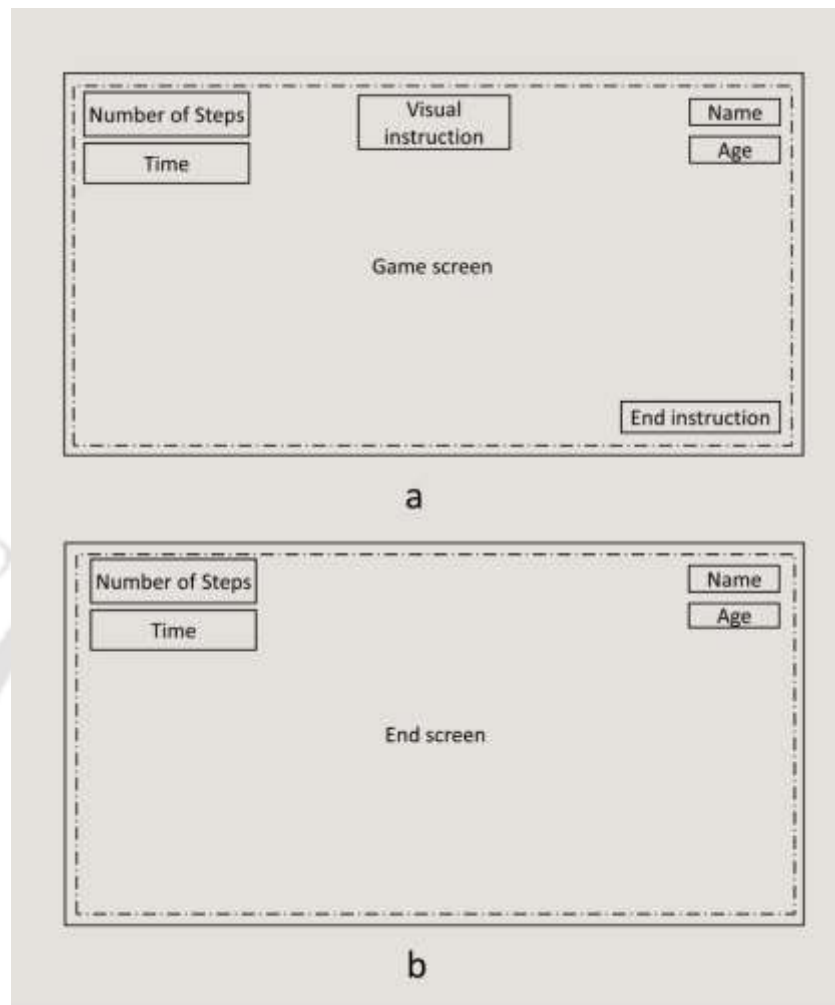 Number of Steps
Visual
instruction
Name
Time
Age
Game screen
End instruction
a
Number of Steps
Name
Time
Age
End screen
b